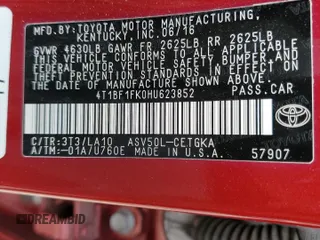 MFD. BY: TOYOTA MOTOR MANUFACTURING,
KENTUCKY, INC. 06/16
GVWR 4630LB GAWR FR 2625LB RR 2625LB
THIS VEHICLE CONFORMS TO ALL APPLICABLE
FEDERAL MOTOR VEHICLE SAFETY, BUMPER, AND
THEFT PREVENTION STANDARDS IN EFFECT ON
THE DATE OF MANUFACTURE SHOWN ABOVE.
4T1BF1FK0HU623852 PASS.CAR
C/TR: 3T3/LA10 ASV50L-CETGKA
A/TM: -01A/U760E MADE IN U.S.A.
TOYOTA
57907
DREAMBID